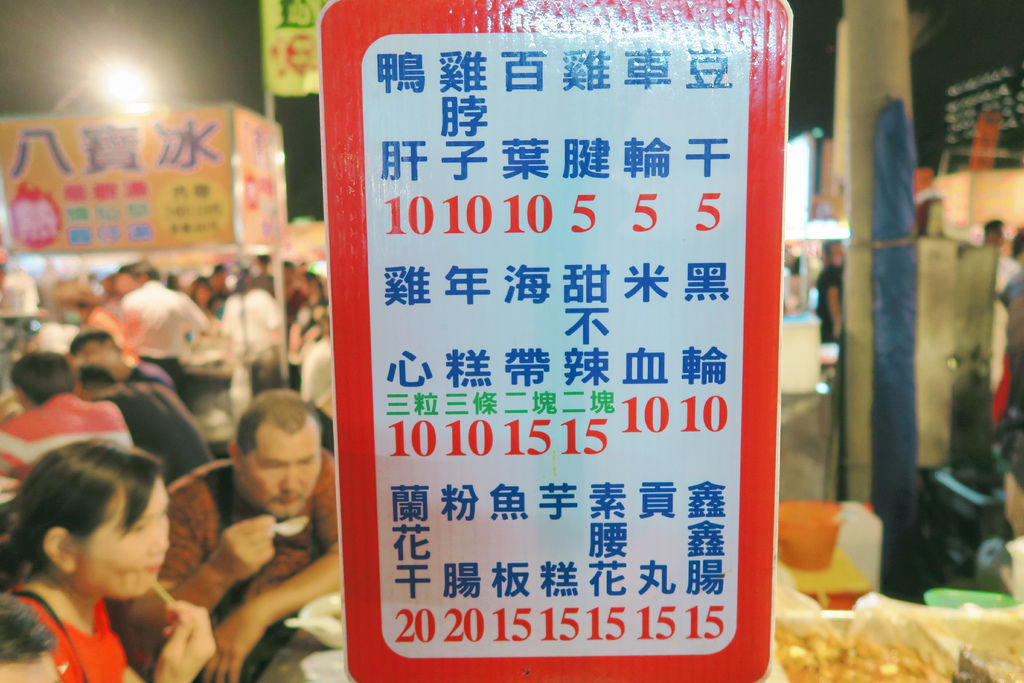 豆干 5
車輪 5
雞腱 5
百葉 10
雞脖子 10
鴨肝 10
黑輪 10
米血 10
甜不辣 二塊 15
海帶 二塊 15
年糕 三條 10
雞心 三粒 10
鑫鑫腸 15
貢丸 15
素腰花 15
芋糕 15
魚板 15
粉腸 20
蘭花干 20
八寶冰
熱